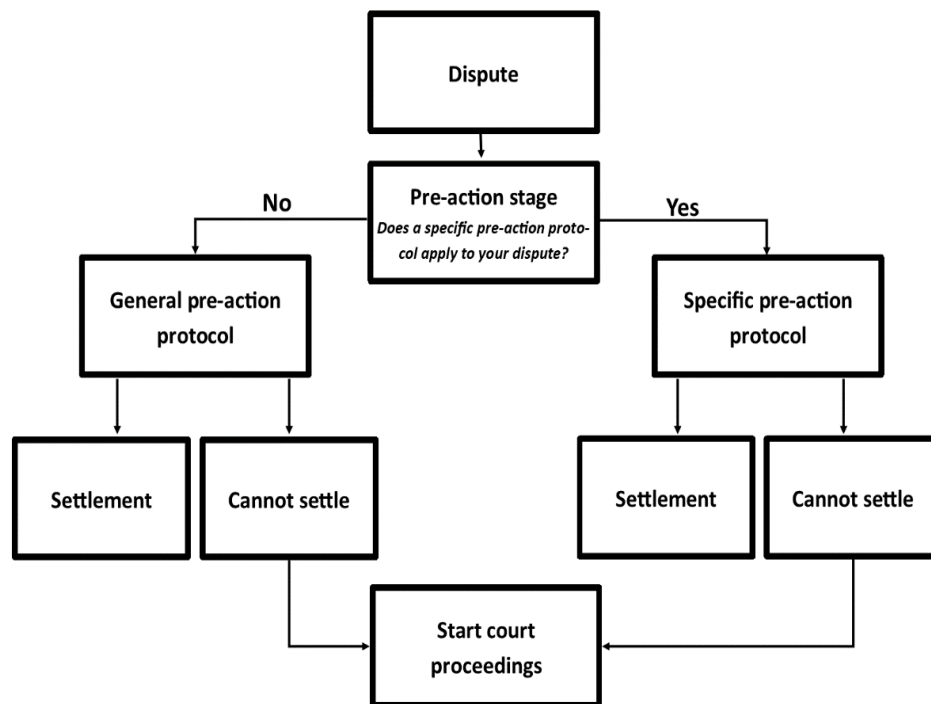 Dispute
Pre-action stage
Does a specific pre-action proto-
col apply to your dispute?
No
Yes
General pre-action
protocol
Specific pre-action
protocol
Settlement
Cannot settle
Settlement
Cannot settle
Start court
proceedings